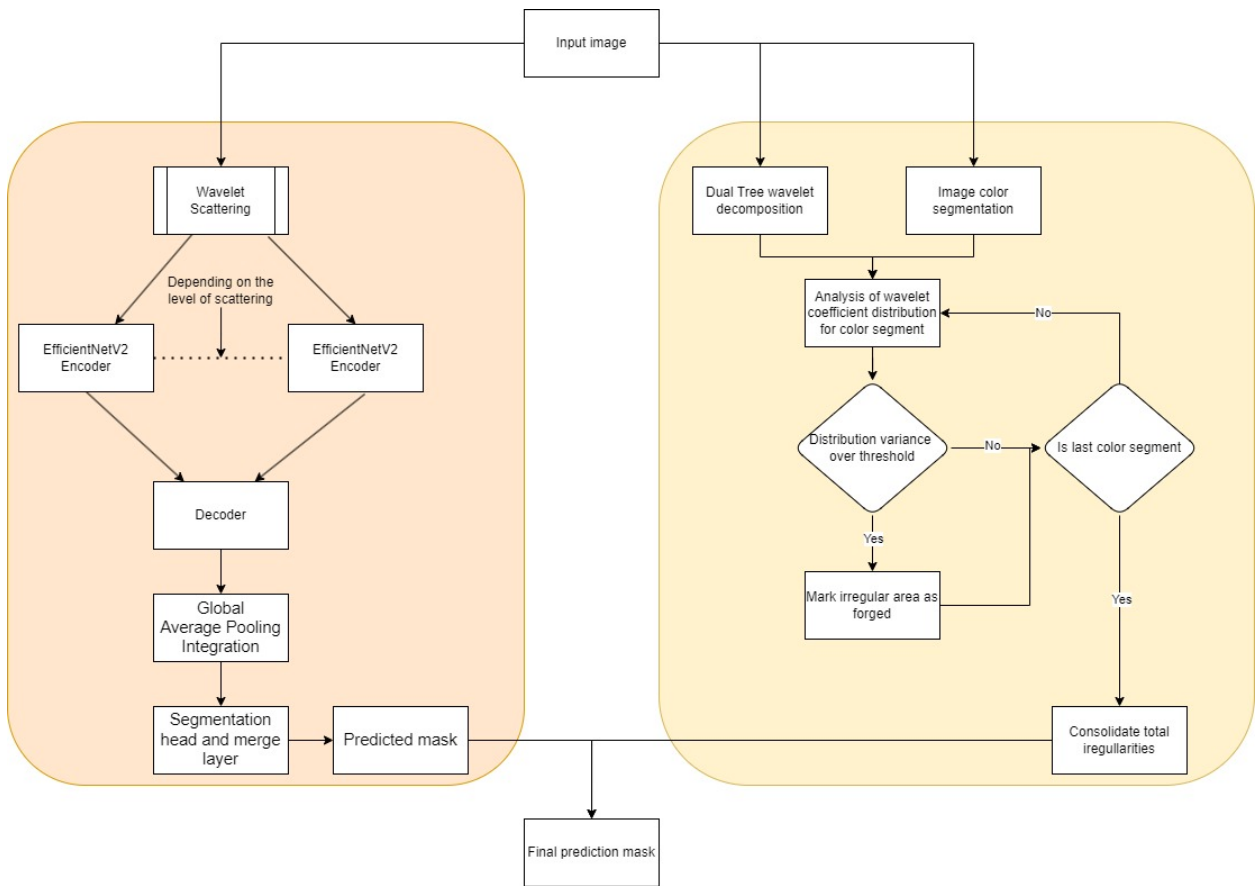 Input image
Wavelet
Scattering
Depending on the
level of scattering
EfficientNetV2
Encoder
EfficientNetV2
Encoder
Decoder
Global
Average Pooling
Integration
Segmentation
head and merge
layer
Predicted mask
Dual Tree wavelet
decomposition
Image color
segmentation
Analysis of wavelet
coefficient distribution
for color segment
No
Distribution variance
over threshold
No
Is last color segment
Yes
Mark irregular area as
forged
Yes
Consolidate total
iregullarities
Final prediction mask